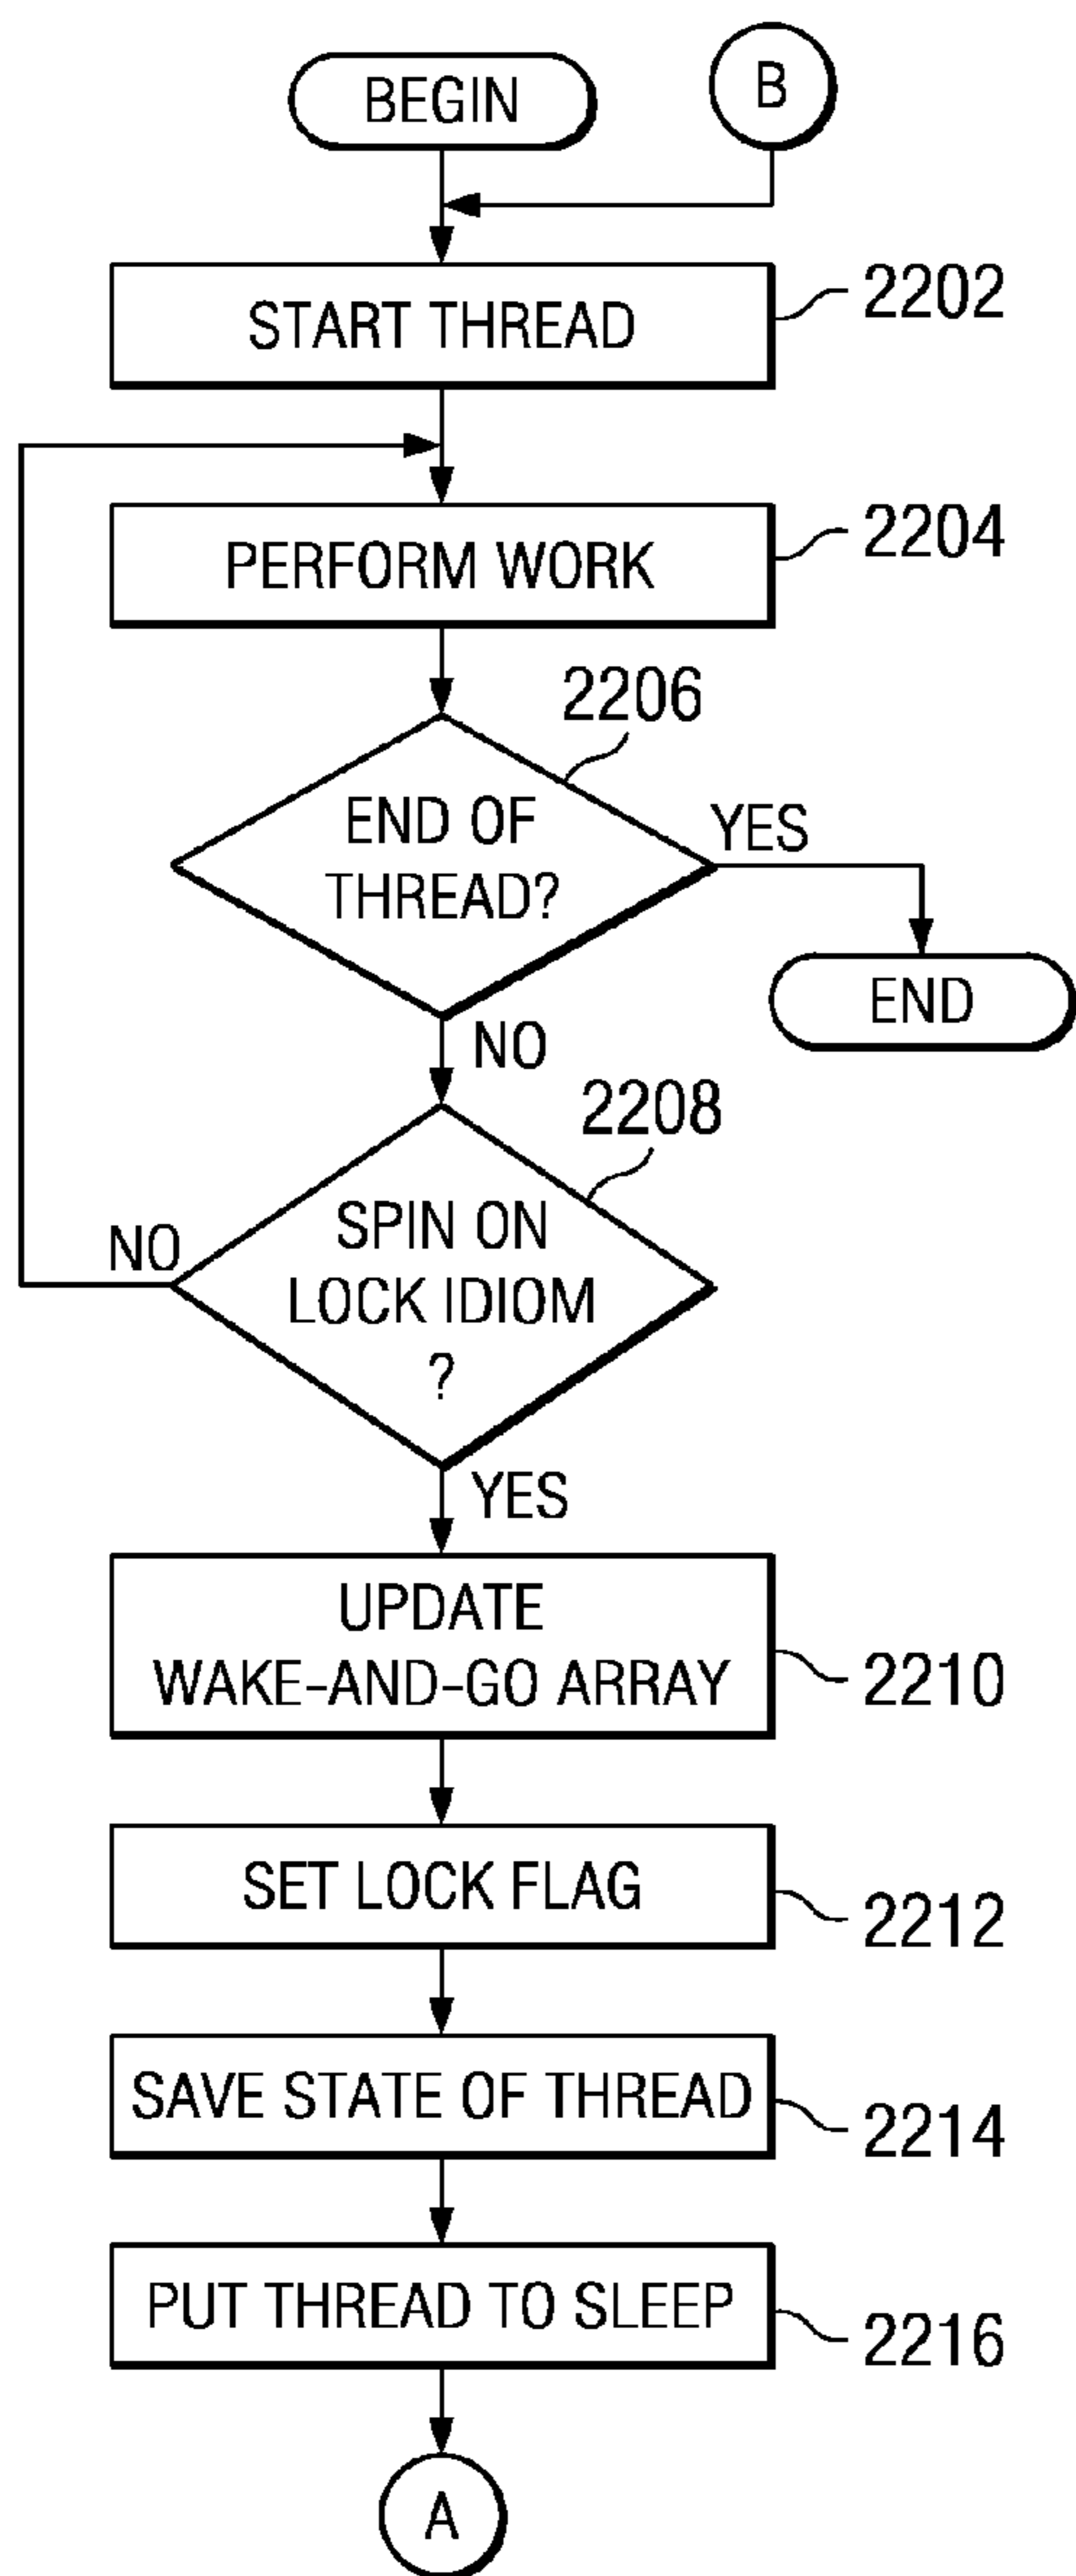 BEGIN
B
START THREAD
2202
PERFORM WORK
2204
2206
END OF
THREAD?
YES
END
NO
2208
SPIN ON
LOCK IDIOM
?
NO
YES
UPDATE
WAKE-AND-GO ARRAY
2210
SET LOCK FLAG
2212
SAVE STATE OF THREAD
2214
PUT THREAD TO SLEEP
2216
A